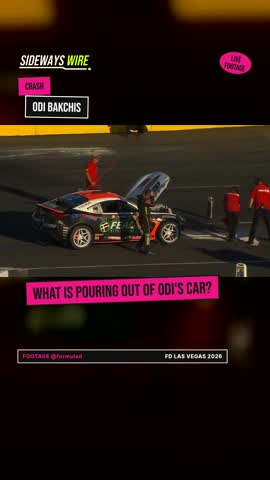 SIDEWAYS WIRE.
LIVE
FOOTAGE
CRASH
ODI BAKCHIS
FEAL
WHAT IS POURING OUT OF ODI'S CAR?
FOOTAGE @formulad
FD LAS VEGAS 2026